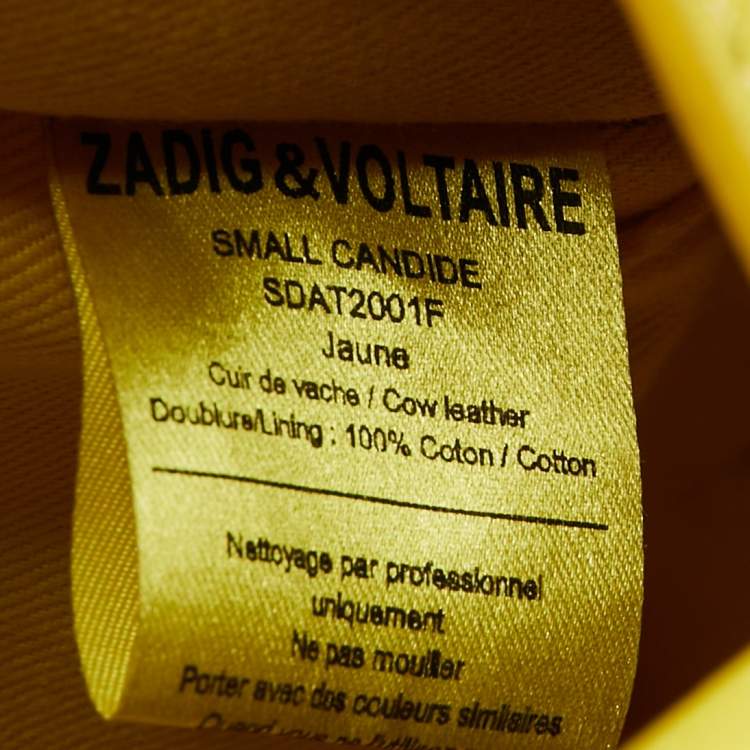 ZADIG&VOLTAIRE
SMALL CANDIDE
SDAT2001F
Jaune
Cuir de vache / Cow leather
Doublure/Lining : 100% Coton / Cotton
Nettoyage par professionnel
uniquement
Ne pas mouiller
Porter avec des couleurs similaires